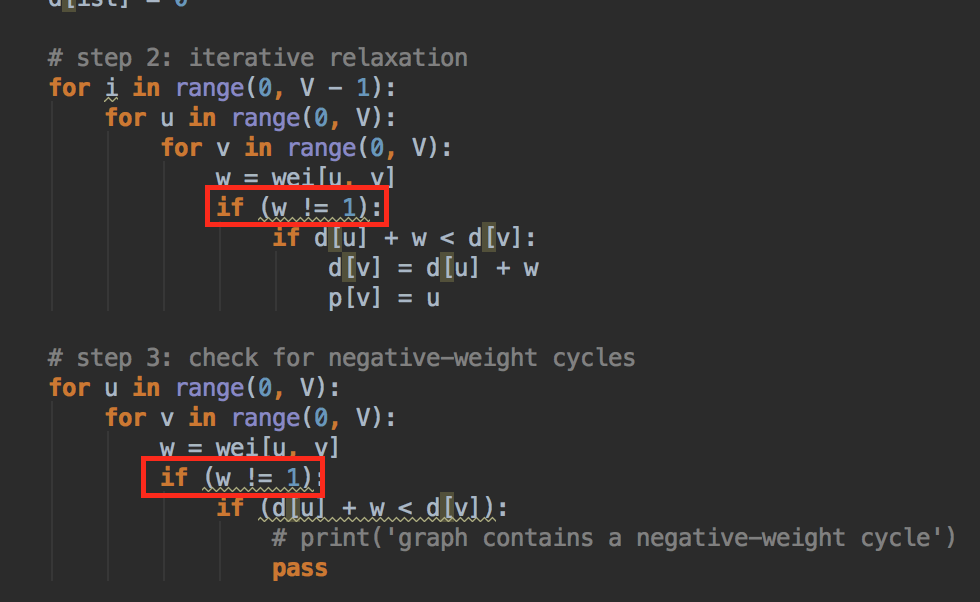 d[ist] = 0
# step 2: iterative relaxation
for i in range(0, V - 1):
for u in range(0, V):
for v in range(0, V):
w = wei[u, v]
if (w != 1):
if d[u] + w < d[v]:
d[v] = d[u] + w
p[v] = u
# step 3: check for negative-weight cycles
for u in range(0, V):
for v in range(0, V):
w = wei[u, v]
if (w != 1):
if (d[u] + w < d[v]):
# print('graph contains a negative-weight cycle')
pass